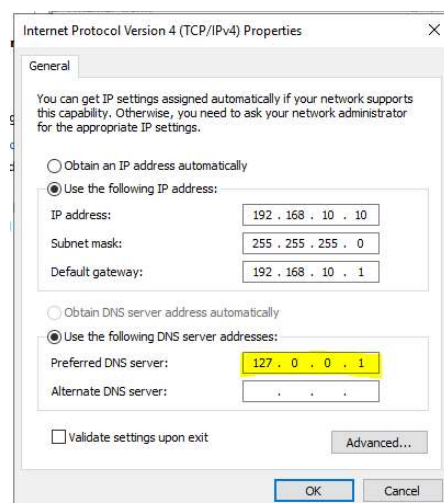 Internet Protocol Version 4 (TCP/IPv4) Properties
General
You can get IP settings assigned automatically if your network supports
this capability. Otherwise, you need to ask your network administrator
for the appropriate IP settings.
Obtain an IP address automatically
Use the following IP address:
IP address: 192 . 168 . 10 . 10
Subnet mask: 255 . 255 . 255 . 0
Default gateway: 192 . 168 . 10 . 1
Obtain DNS server address automatically
Use the following DNS server addresses:
Preferred DNS server: 127 . 0 . 0 . 1
Alternate DNS server: . . .
Validate settings upon exit
Advanced...
OK Cancel